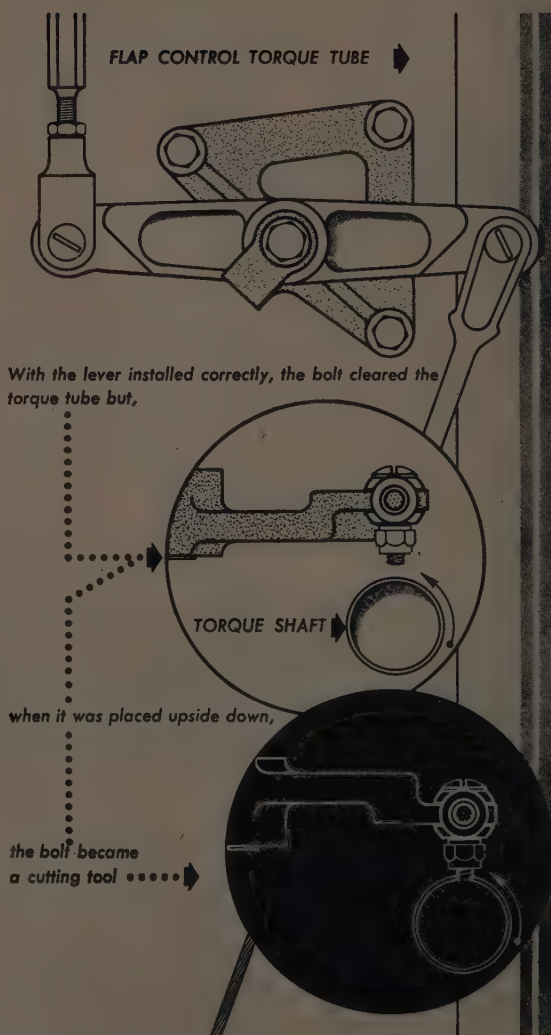 FLAP CONTROL TORQUE TUBE
With the lever installed correctly, the bolt cleared the
torque tube but,
TORQUE SHAFT
when it was placed upside down,
the bolt became
a cutting tool